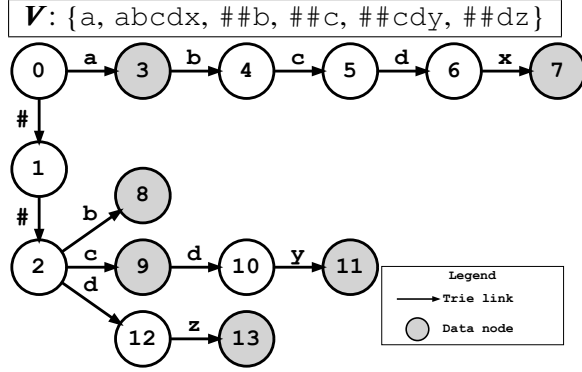 V: {a, abcdx, ##b, ##c, ##cdy, ##dz}
0 a 3 b 4 c 5 d 6 x 7
#
1
#
8
b
2 c 9 d 10 y 11
d
12 z 13
Legend
Trie link
Data node